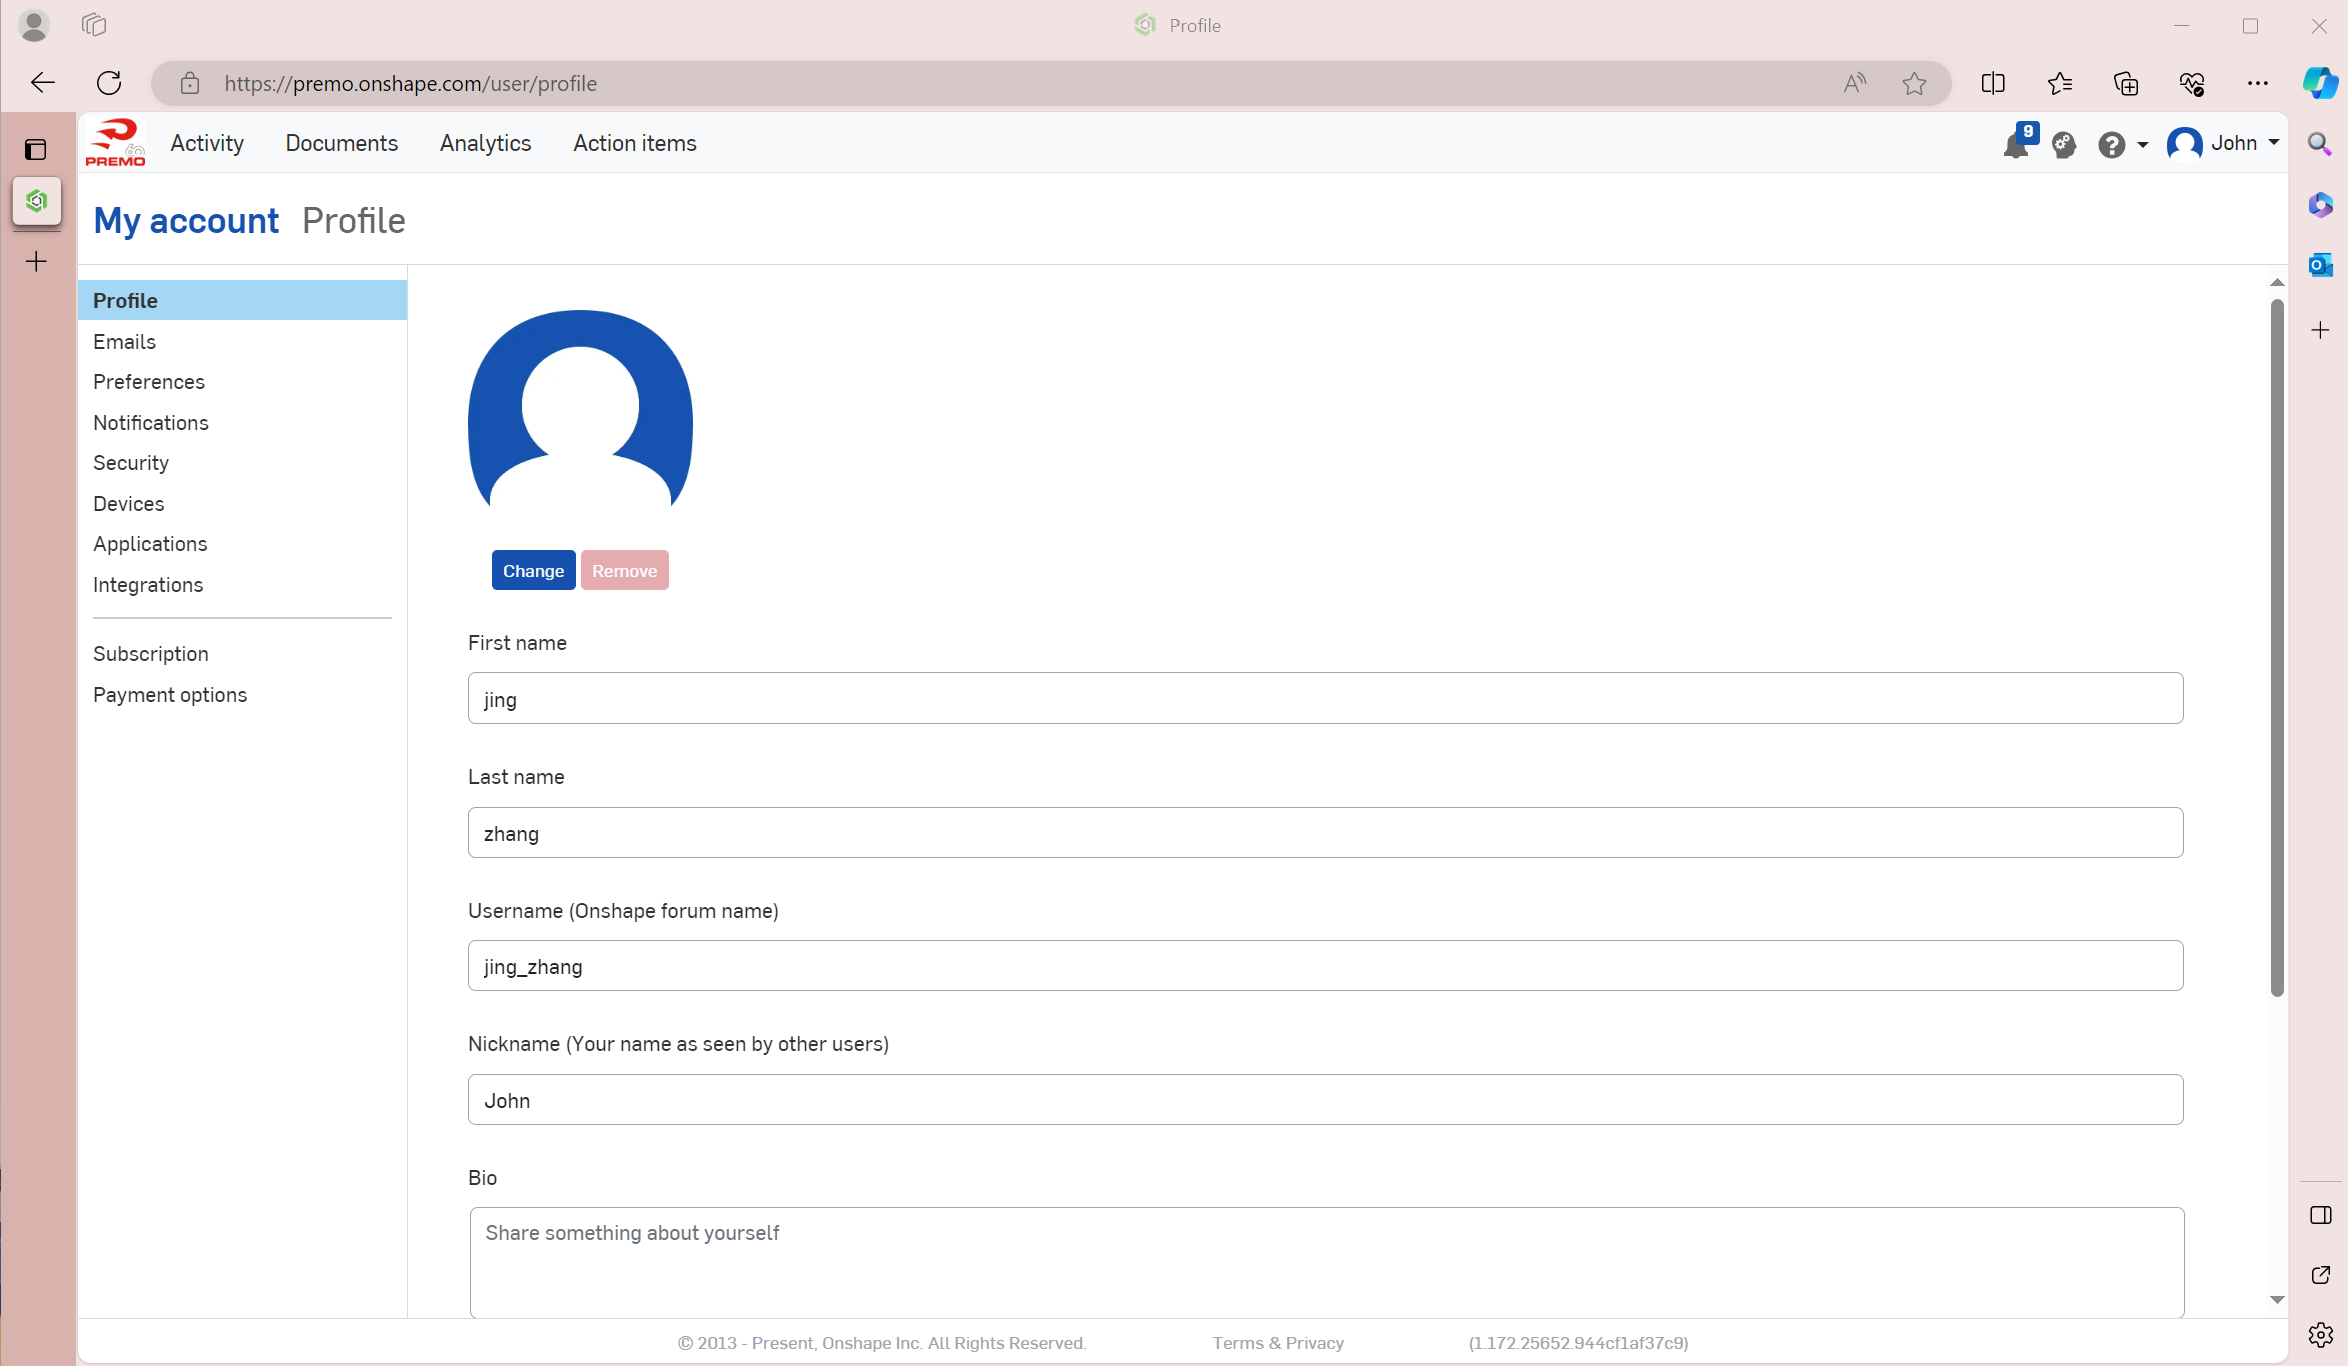 Profile
https://premo.onshape.com/user/profile
PREMO
Activity
Documents
Analytics
Action items
9
John
My account Profile
Profile
Emails
Preferences
Notifications
Security
Devices
Applications
Integrations
Subscription
Payment options
Change
Remove
First name
jing
Last name
zhang
Username (Onshape forum name)
jing_zhang
Nickname (Your name as seen by other users)
John
Bio
Share something about yourself
© 2013 - Present, Onshape Inc. All Rights Reserved.
Terms & Privacy
(1.172.25652.944cf1af37c9)